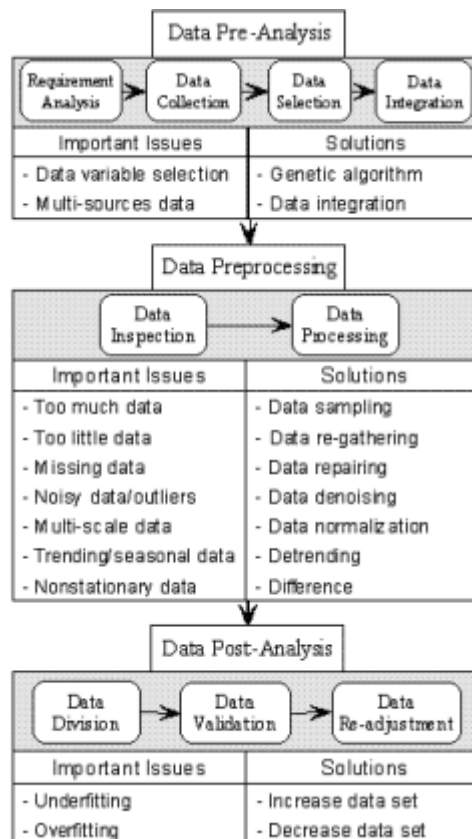 Data Pre-Analysis
Requirement Analysis
Data Collection
Data Selection
Data Integration
Important Issues
Solutions
- Data variable selection
- Genetic algorithm
- Multi-sources data
- Data integration
Data Preprocessing
Data Inspection
Data Processing
Important Issues
Solutions
- Too much data
- Data sampling
- Too little data
- Data re-gathering
- Missing data
- Data repairing
- Noisy data/outliers
- Data denoising
- Multi-scale data
- Data normalization
- Trending/seasonal data
- Detrending
- Nonstationary data
- Difference
Data Post-Analysis
Data Division
Data Validation
Data Re-adjustment
Important Issues
Solutions
- Underfitting
- Increase data set
- Overfitting
- Decrease data set